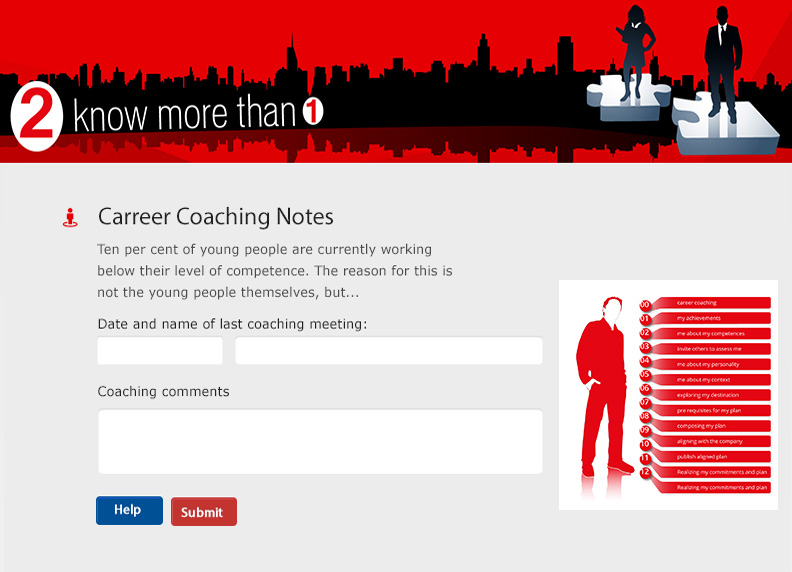 2 know more than 1
Carreer Coaching Notes
Ten per cent of young people are currently working
below their level of competence. The reason for this is
not the young people themselves, but...
Date and name of last coaching meeting:
Coaching comments
Help
Submit
00 career coaching
01 my achievements
02 me about my competences
03 invite others to assess me
04 me about my personality
05 me about my context
06 exploring my destination
07 pre requisites for my plan
08 composing my plan
09 aligning with the company
10 publish aligned plan
11 Realizing my commitments and plan
12 Realizing my commitments and plan